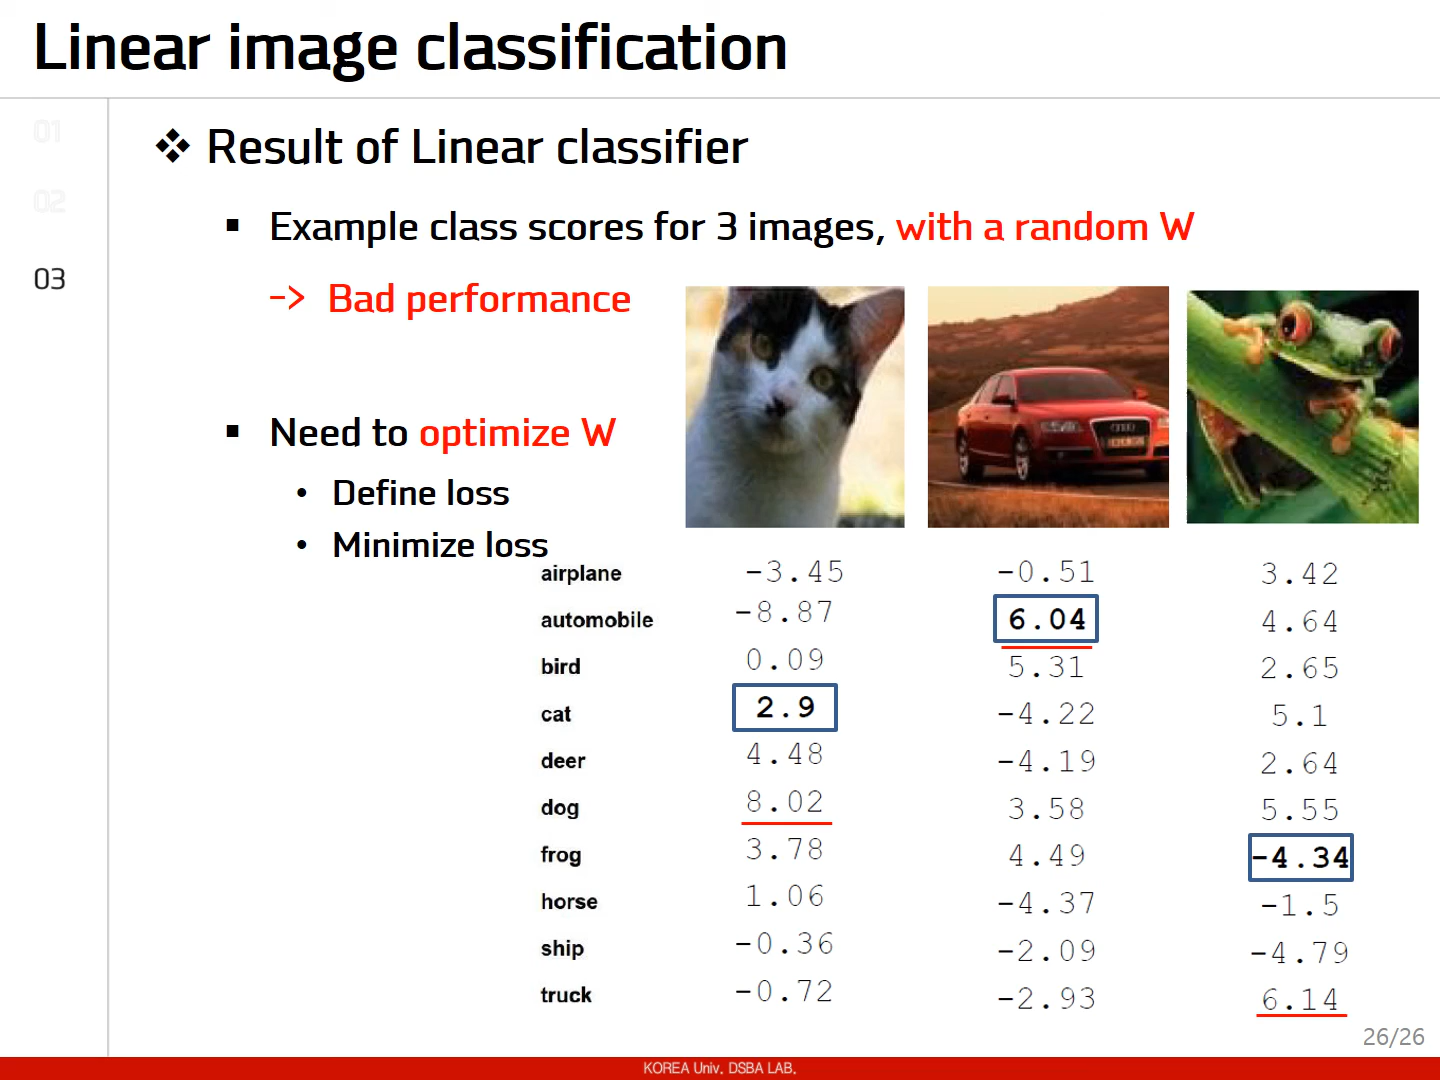 Linear image classification
01
02
03
❖ Result of Linear classifier
▪ Example class scores for 3 images, with a random W
-> Bad performance
▪ Need to optimize W
• Define loss
• Minimize loss
airplane -3.45 -0.51 3.42
automobile -8.87 6.04 4.64
bird 0.09 5.31 2.65
cat 2.9 -4.22 5.1
deer 4.48 -4.19 2.64
dog 8.02 3.58 5.55
frog 3.78 4.49 -4.34
horse 1.06 -4.37 -1.5
ship -0.36 -2.09 -4.79
truck -0.72 -2.93 6.14
26/26
KOREA Univ. DSBA LAB.